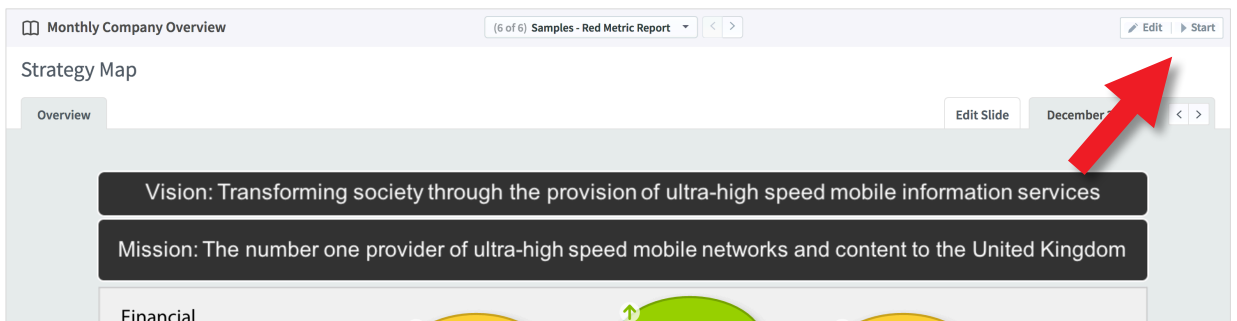 Monthly Company Overview
(6 of 6) Samples - Red Metric Report
Edit
Start
Strategy Map
Overview
Edit Slide
December
Vision: Transforming society through the provision of ultra-high speed mobile information services
Mission: The number one provider of ultra-high speed mobile networks and content to the United Kingdom
Financial